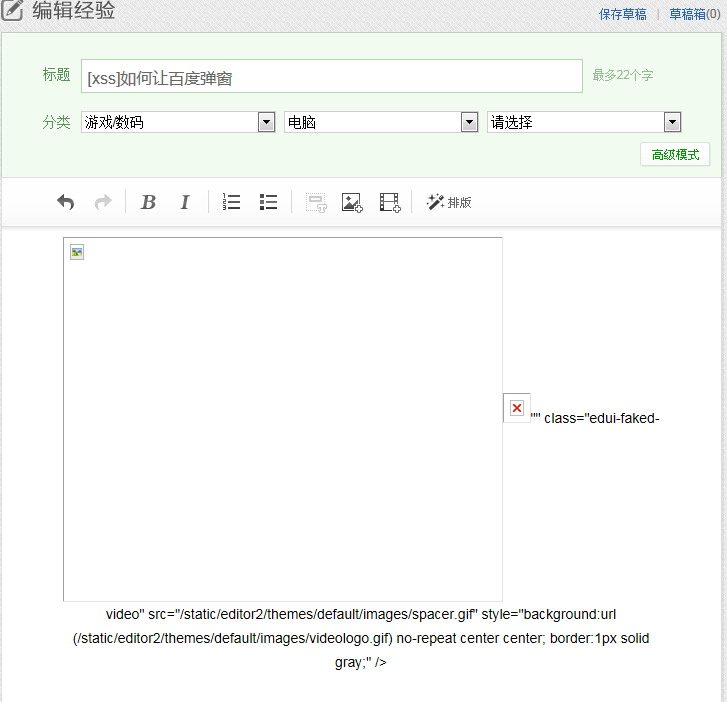 编辑经验
保存草稿 | 草稿箱(0)
标题 [xss]如何让百度弹窗 最多22个字
分类 游戏/数码 电脑 请选择
高级模式
B I 排版
"" class="edui-faked-
video" src="/static/editor2/themes/default/images/spacer.gif" style="background:url
(/static/editor2/themes/default/images/videologo.gif) no-repeat center center; border:1px solid
gray;" />